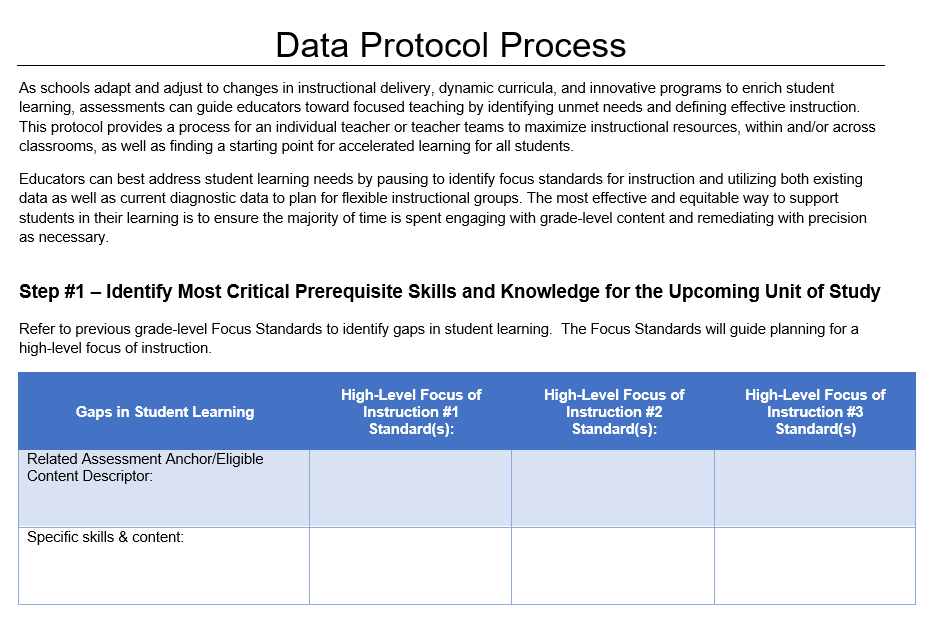 Data Protocol Process
As schools adapt and adjust to changes in instructional delivery, dynamic curricula, and innovative programs to enrich student
learning, assessments can guide educators toward focused teaching by identifying unmet needs and defining effective instruction.
This protocol provides a process for an individual teacher or teacher teams to maximize instructional resources, within and/or across
classrooms, as well as finding a starting point for accelerated learning for all students.
Educators can best address student learning needs by pausing to identify focus standards for instruction and utilizing both existing
data as well as current diagnostic data to plan for flexible instructional groups. The most effective and equitable way to support
students in their learning is to ensure the majority of time is spent engaging with grade-level content and remediating with precision
as necessary.
Step #1 – Identify Most Critical Prerequisite Skills and Knowledge for the Upcoming Unit of Study
Refer to previous grade-level Focus Standards to identify gaps in student learning.  The Focus Standards will guide planning for a
high-level focus of instruction.
Gaps in Student Learning
High-Level Focus of
Instruction #1
Standard(s):
High-Level Focus of
Instruction #2
Standard(s):
High-Level Focus of
Instruction #3
Standard(s)
Related Assessment Anchor/Eligible
Content Descriptor:
Specific skills & content: